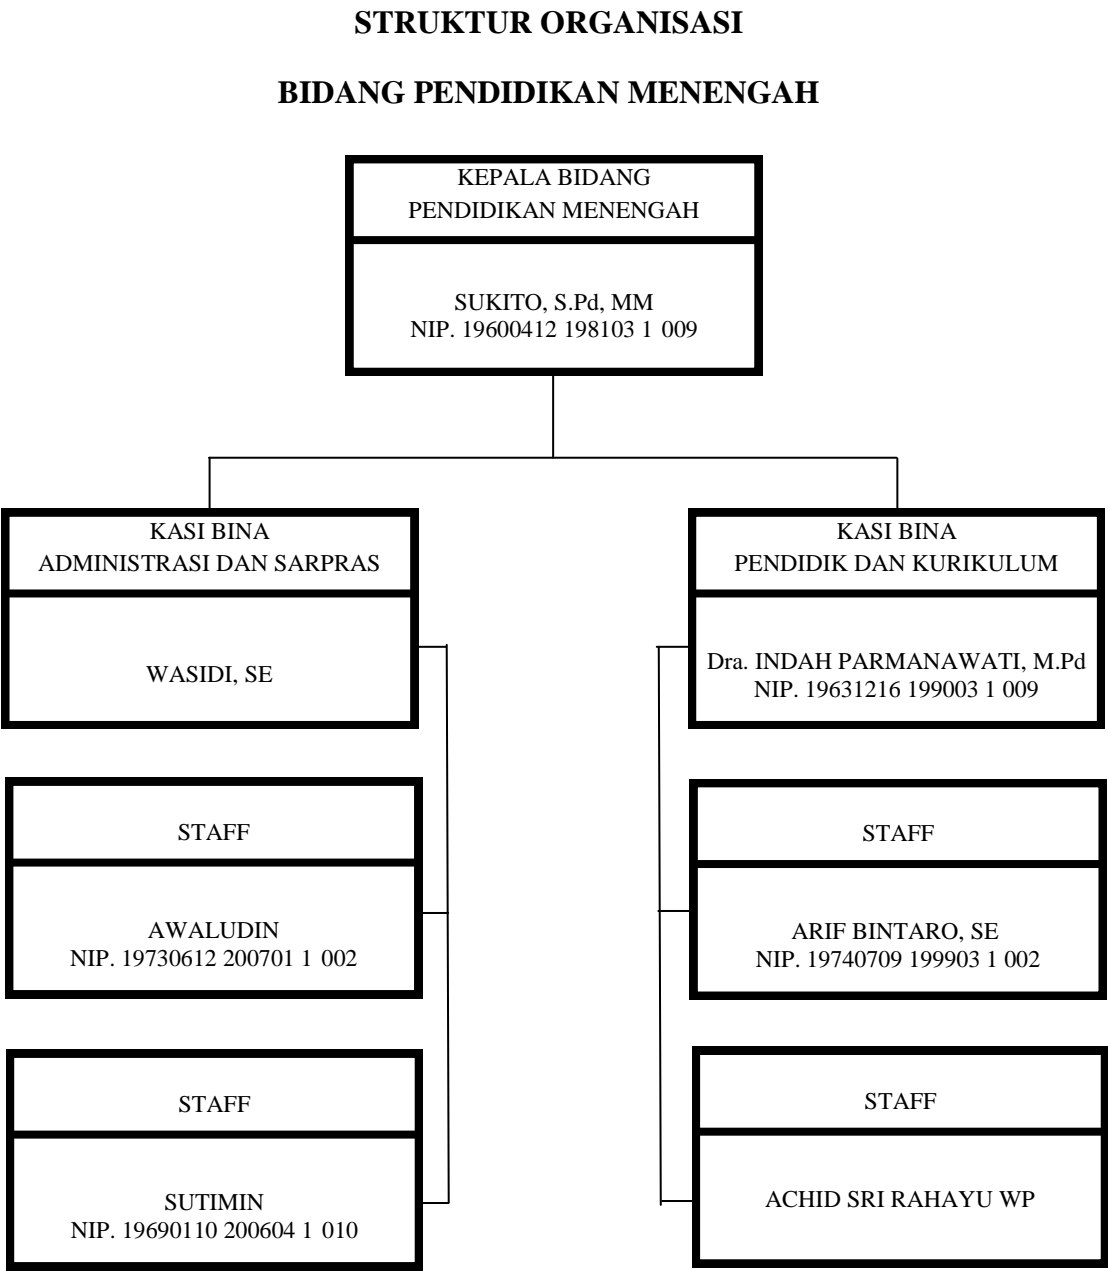 STRUKTUR ORGANISASI
BIDANG PENDIDIKAN MENENGAH
KEPALA BIDANG
PENDIDIKAN MENENGAH
SUKITO, S.Pd, MM
NIP. 19600412 198103 1 009
KASI BINA
ADMINISTRASI DAN SARPRAS
WASIDI, SE
KASI BINA
PENDIDIK DAN KURIKULUM
Dra. INDAH PARMANAWATI, M.Pd
NIP. 19631216 199003 1 009
STAFF
AWALUDIN
NIP. 19730612 200701 1 002
STAFF
ARIF BINTARO, SE
NIP. 19740709 199903 1 002
STAFF
SUTIMIN
NIP. 19690110 200604 1 010
STAFF
ACHID SRI RAHAYU WP